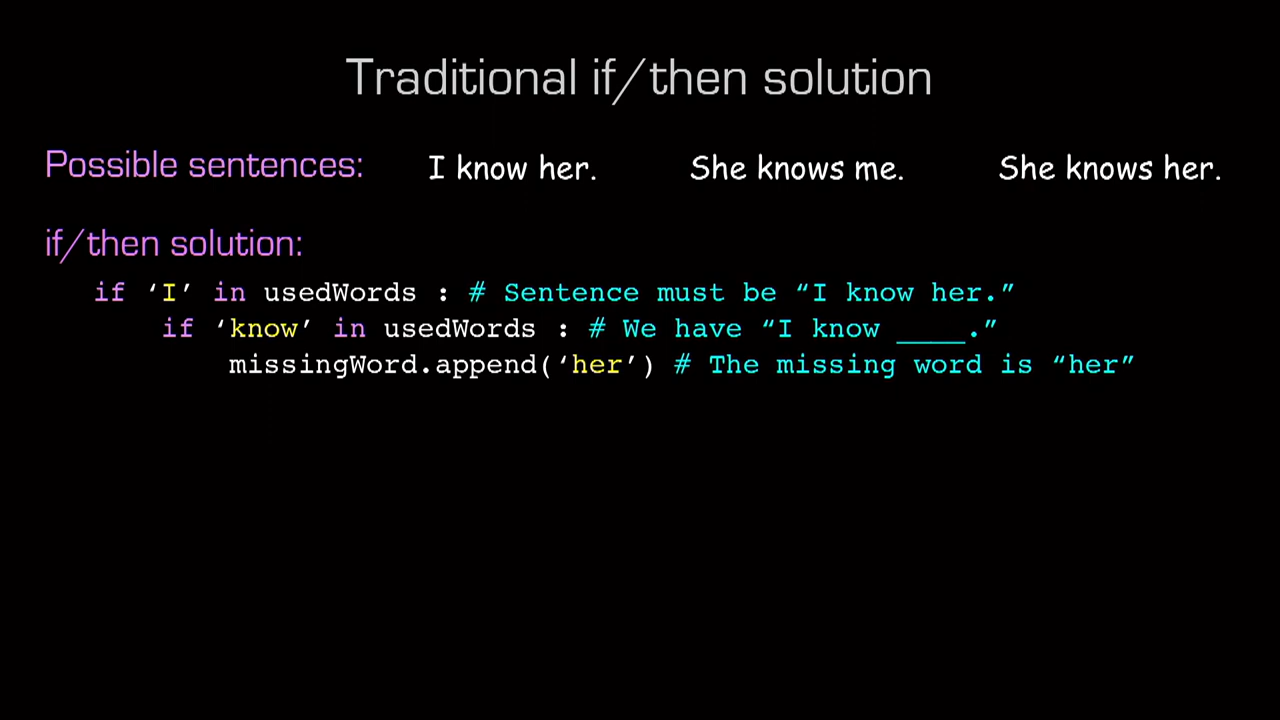 Traditional if/then solution
Possible sentences: I know her. She knows me. She knows her.
if/then solution:
if ‘I’ in usedWords : # Sentence must be “I know her.”
if ‘know’ in usedWords : # We have “I know ____.”
missingWord.append(‘her’) # The missing word is “her”